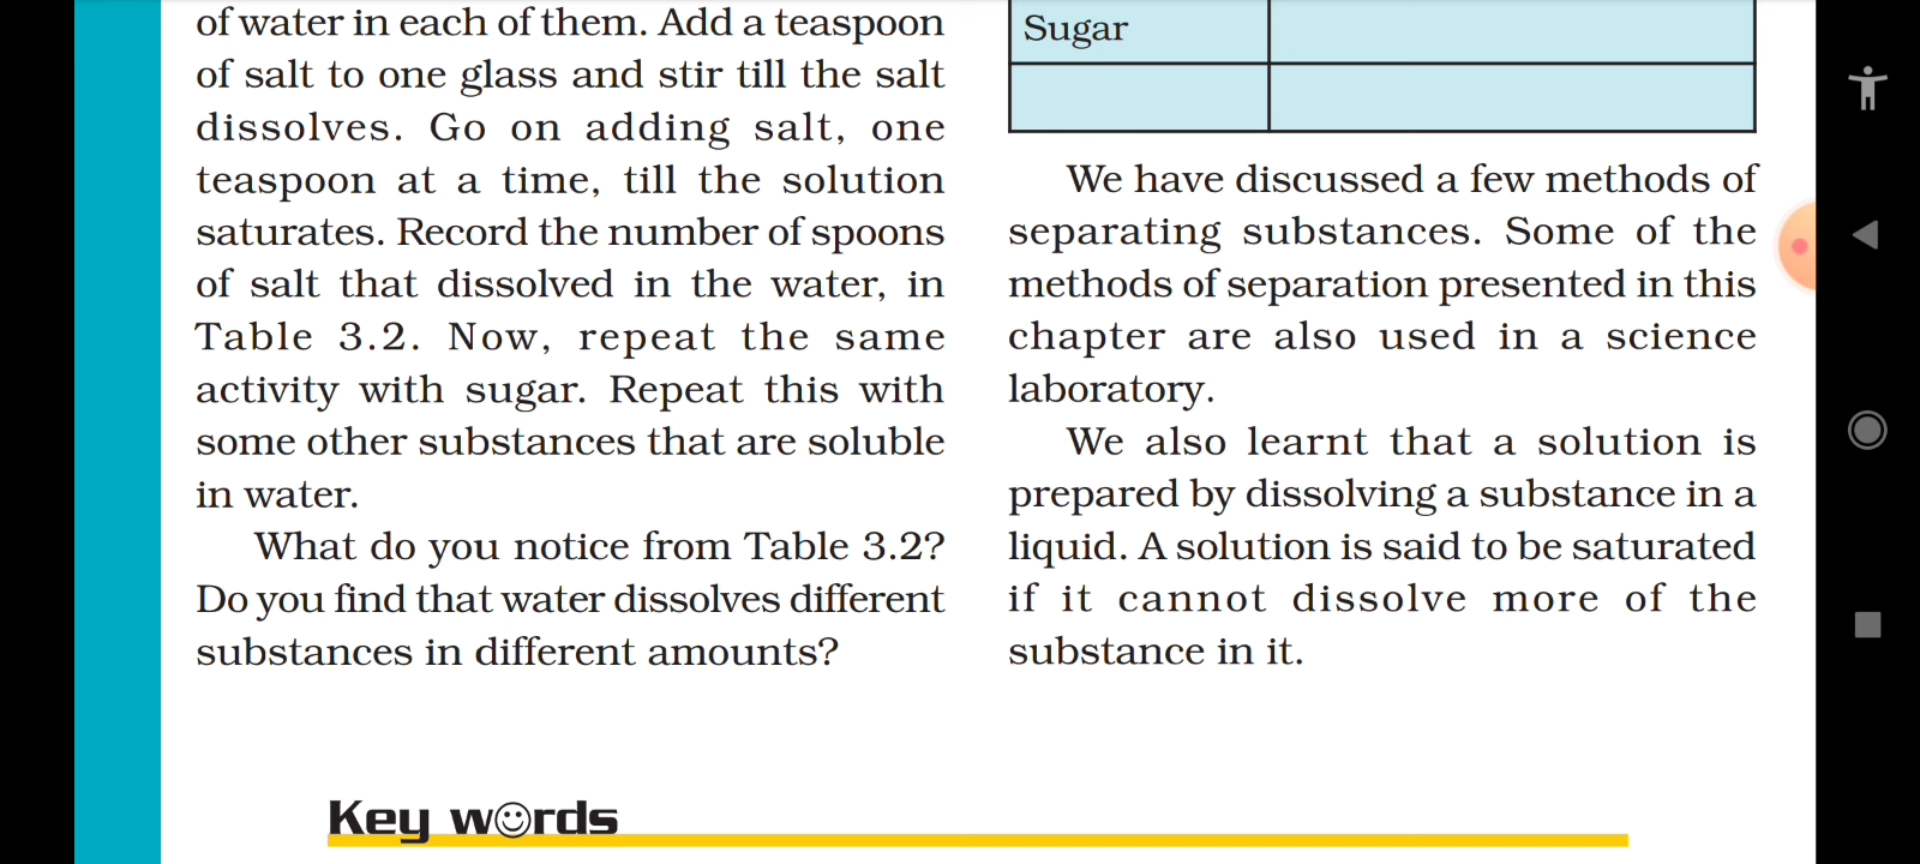 of water in each of them. Add a teaspoon
of salt to one glass and stir till the salt
dissolves. Go on adding salt, one
teaspoon at a time, till the solution
saturates. Record the number of spoons
of salt that dissolved in the water, in
Table 3.2. Now, repeat the same
activity with sugar. Repeat this with
some other substances that are soluble
in water.
What do you notice from Table 3.2?
Do you find that water dissolves different
substances in different amounts?
Sugar
We have discussed a few methods of
separating substances. Some of the
methods of separation presented in this
chapter are also used in a science
laboratory.
We also learnt that a solution is
prepared by dissolving a substance in a
liquid. A solution is said to be saturated
if it cannot dissolve more of the
substance in it.
Key words